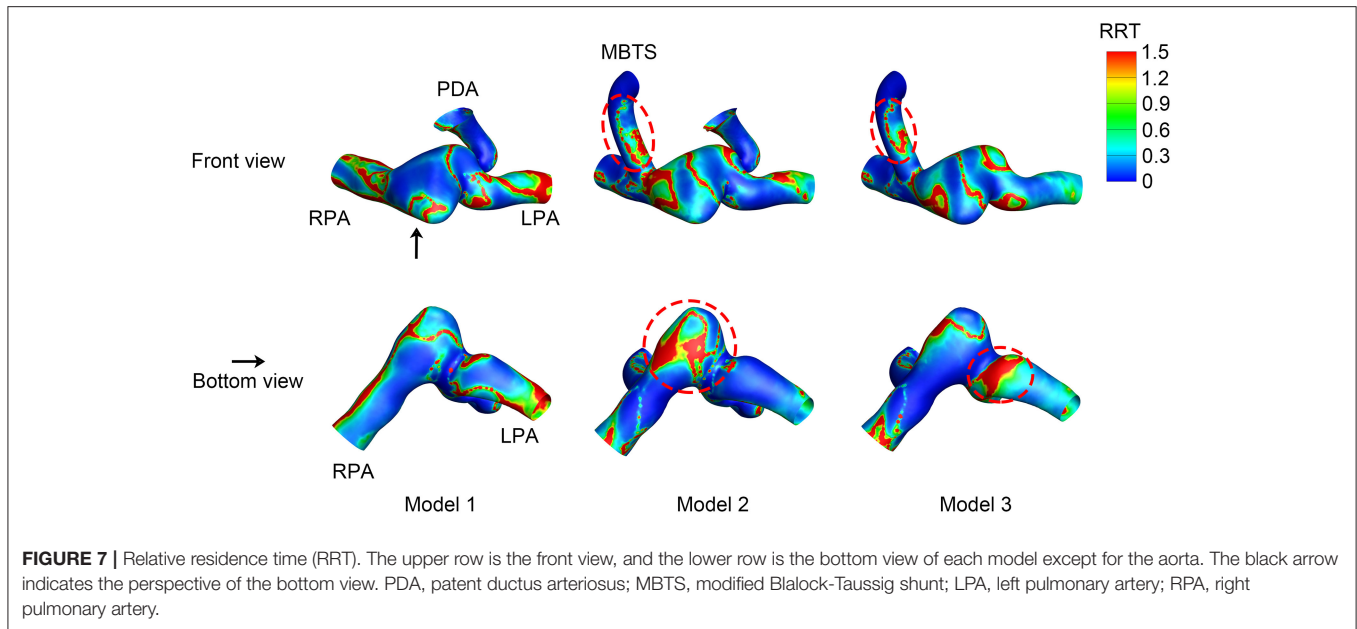 RRT
1.5
1.2
0.9
0.6
0.3
0
MBTS
PDA
Front view
RPA
LPA
Bottom view
LPA
RPA
Model 1
Model 2
Model 3
FIGURE 7 | Relative residence time (RRT). The upper row is the front view, and the lower row is the bottom view of each model except for the aorta. The black arrow
indicates the perspective of the bottom view. PDA, patent ductus arteriosus; MBTS, modified Blalock-Taussig shunt; LPA, left pulmonary artery; RPA, right
pulmonary artery.